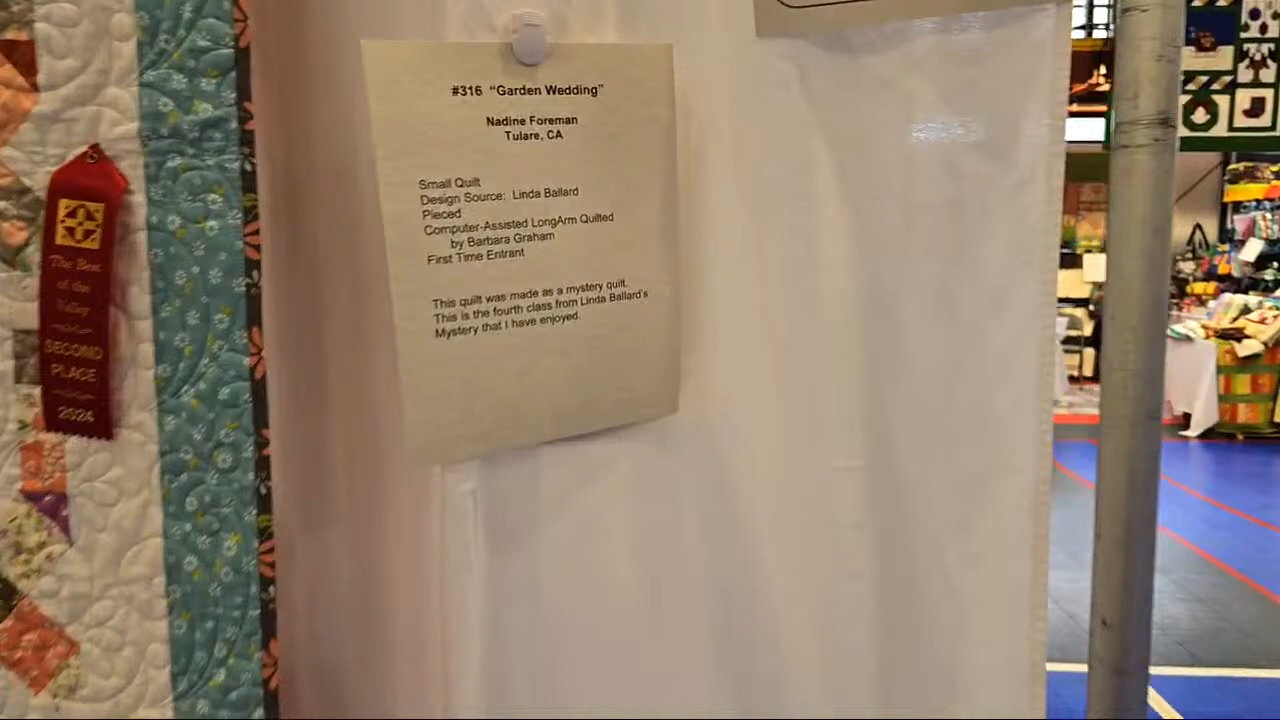 #316 "Garden Wedding"
Nadine Foreman
Tulare, CA
Small Quilt
Design Source: Linda Ballard
Pieced
Computer-Assisted LongArm Quilted
by Barbara Graham
First Time Entrant
This quilt was made as a mystery quilt.
This is the fourth class from Linda Ballard's
Mystery that I have enjoyed.
The Best
of the
Valley
SECOND
PLACE
2024